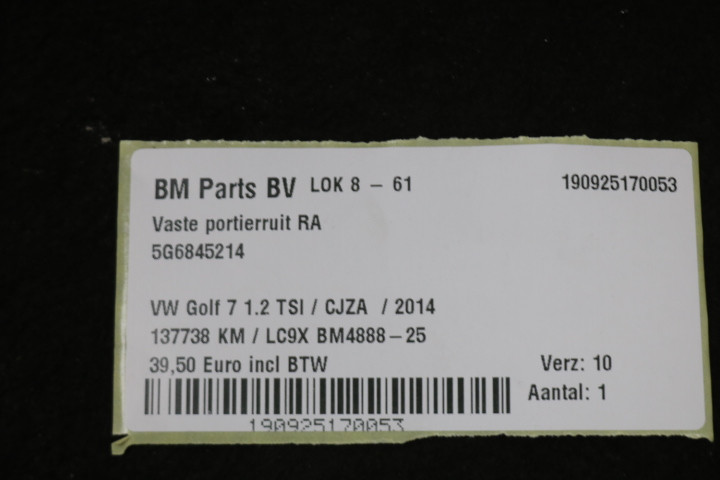 BM Parts BV LOK 8 - 61 190925170053
Vaste portierruit RA
5G6845214
VW Golf 7 1.2 TSI / CJZA / 2014
137738 KM / LC9X BM4888-25
39,50 Euro incl BTW Verz: 10
Aantal: 1
190925170053